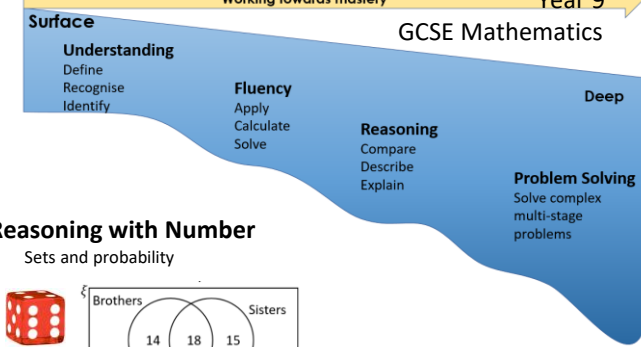 Working towards mastery
Year 9
GCSE Mathematics
Surface
Understanding
Define
Recognise
Identify
Fluency
Apply
Calculate
Solve
Reasoning
Compare
Describe
Explain
Deep
Problem Solving
Solve complex
multi-stage
problems
Reasoning with Number
Sets and probability
ξ
Brothers
Sisters
14 18 15